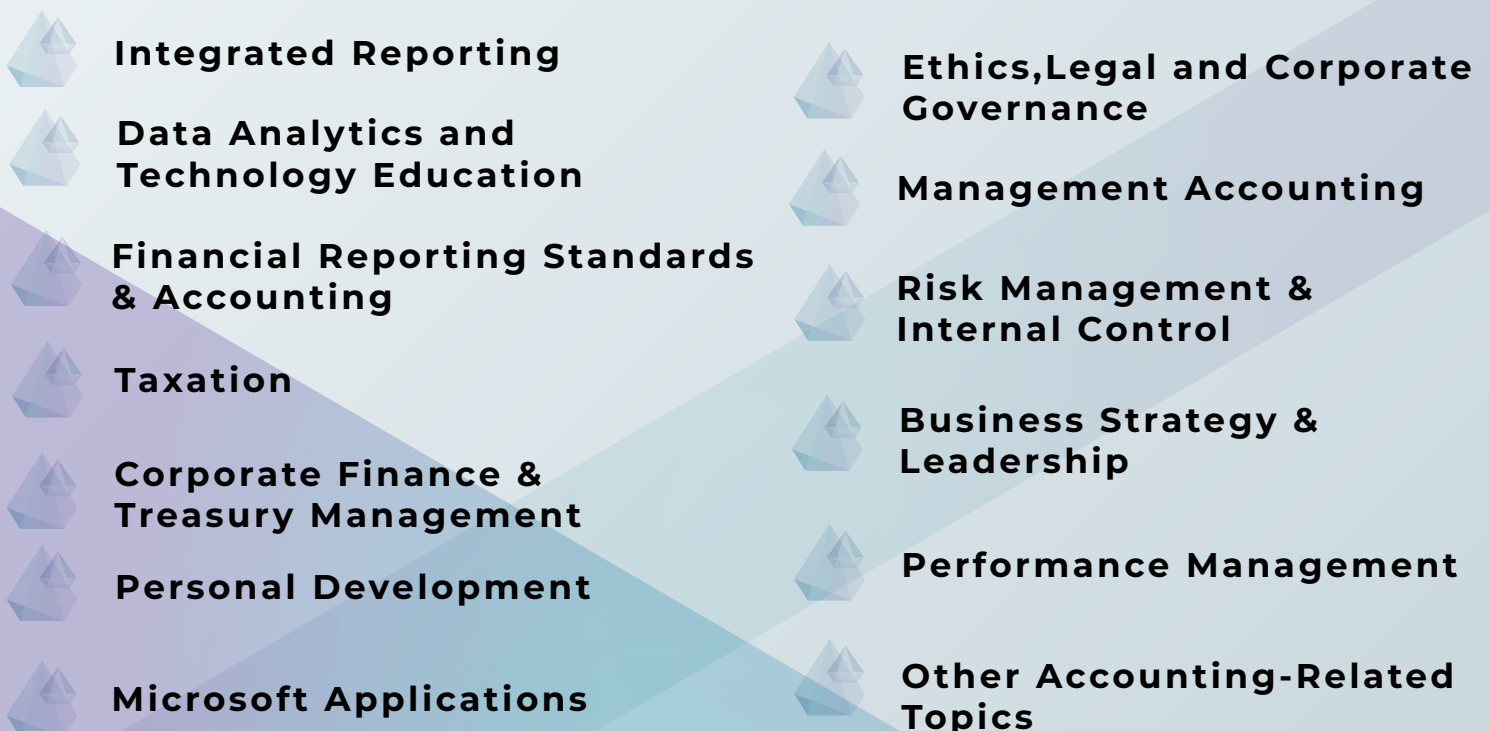 Integrated Reporting
Data Analytics and
Technology Education
Financial Reporting Standards
& Accounting
Taxation
Corporate Finance &
Treasury Management
Personal Development
Microsoft Applications
Ethics,Legal and Corporate
Governance
Management Accounting
Risk Management &
Internal Control
Business Strategy &
Leadership
Performance Management
Other Accounting-Related
Topics